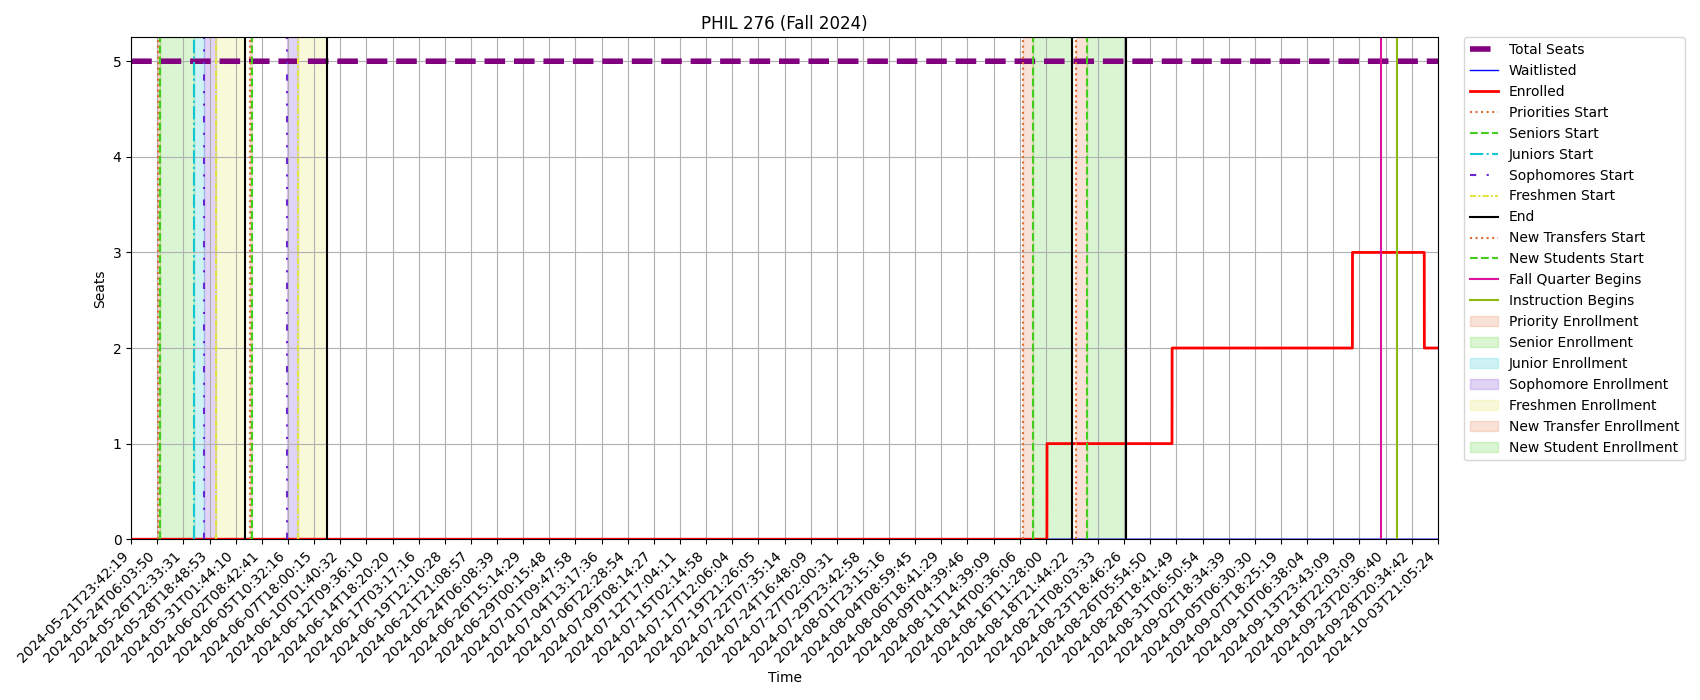 PHIL 276 (Fall 2024)
Seats
5
4
3
2
1
0
2024-05-21T23:42:19
2024-05-24T06:03:50
2024-05-26T12:33:31
2024-05-28T18:48:53
2024-05-31T01:44:10
2024-06-02T08:42:41
2024-06-05T10:32:16
2024-06-07T18:00:15
2024-06-10T01:40:32
2024-06-12T09:36:10
2024-06-14T18:20:20
2024-06-17T03:17:16
2024-06-19T12:10:28
2024-06-21T21:08:57
2024-06-24T06:08:39
2024-06-26T15:14:29
2024-06-29T00:15:48
2024-07-01T09:47:58
2024-07-04T13:17:36
2024-07-06T22:28:54
2024-07-09T08:14:27
2024-07-12T17:04:11
2024-07-15T02:14:58
2024-07-17T12:06:04
2024-07-19T21:26:05
2024-07-22T07:35:14
2024-07-24T16:48:09
2024-07-27T02:00:31
2024-07-29T23:42:58
2024-08-01T23:15:16
2024-08-04T08:59:45
2024-08-06T18:41:29
2024-08-09T04:39:46
2024-08-11T14:39:09
2024-08-14T00:36:06
2024-08-16T11:28:00
2024-08-18T21:44:22
2024-08-21T08:03:33
2024-08-23T18:46:26
2024-08-26T05:54:50
2024-08-28T18:41:49
2024-08-31T06:50:54
2024-09-02T18:34:39
2024-09-05T06:30:30
2024-09-07T18:25:19
2024-09-10T06:38:04
2024-09-13T23:43:09
2024-09-18T22:03:09
2024-09-23T20:36:40
2024-09-28T20:34:42
2024-10-03T21:05:24
Time
Total Seats
Waitlisted
Enrolled
Priorities Start
Seniors Start
Juniors Start
Sophomores Start
Freshmen Start
End
New Transfers Start
New Students Start
Fall Quarter Begins
Instruction Begins
Priority Enrollment
Senior Enrollment
Junior Enrollment
Sophomore Enrollment
Freshmen Enrollment
New Transfer Enrollment
New Student Enrollment